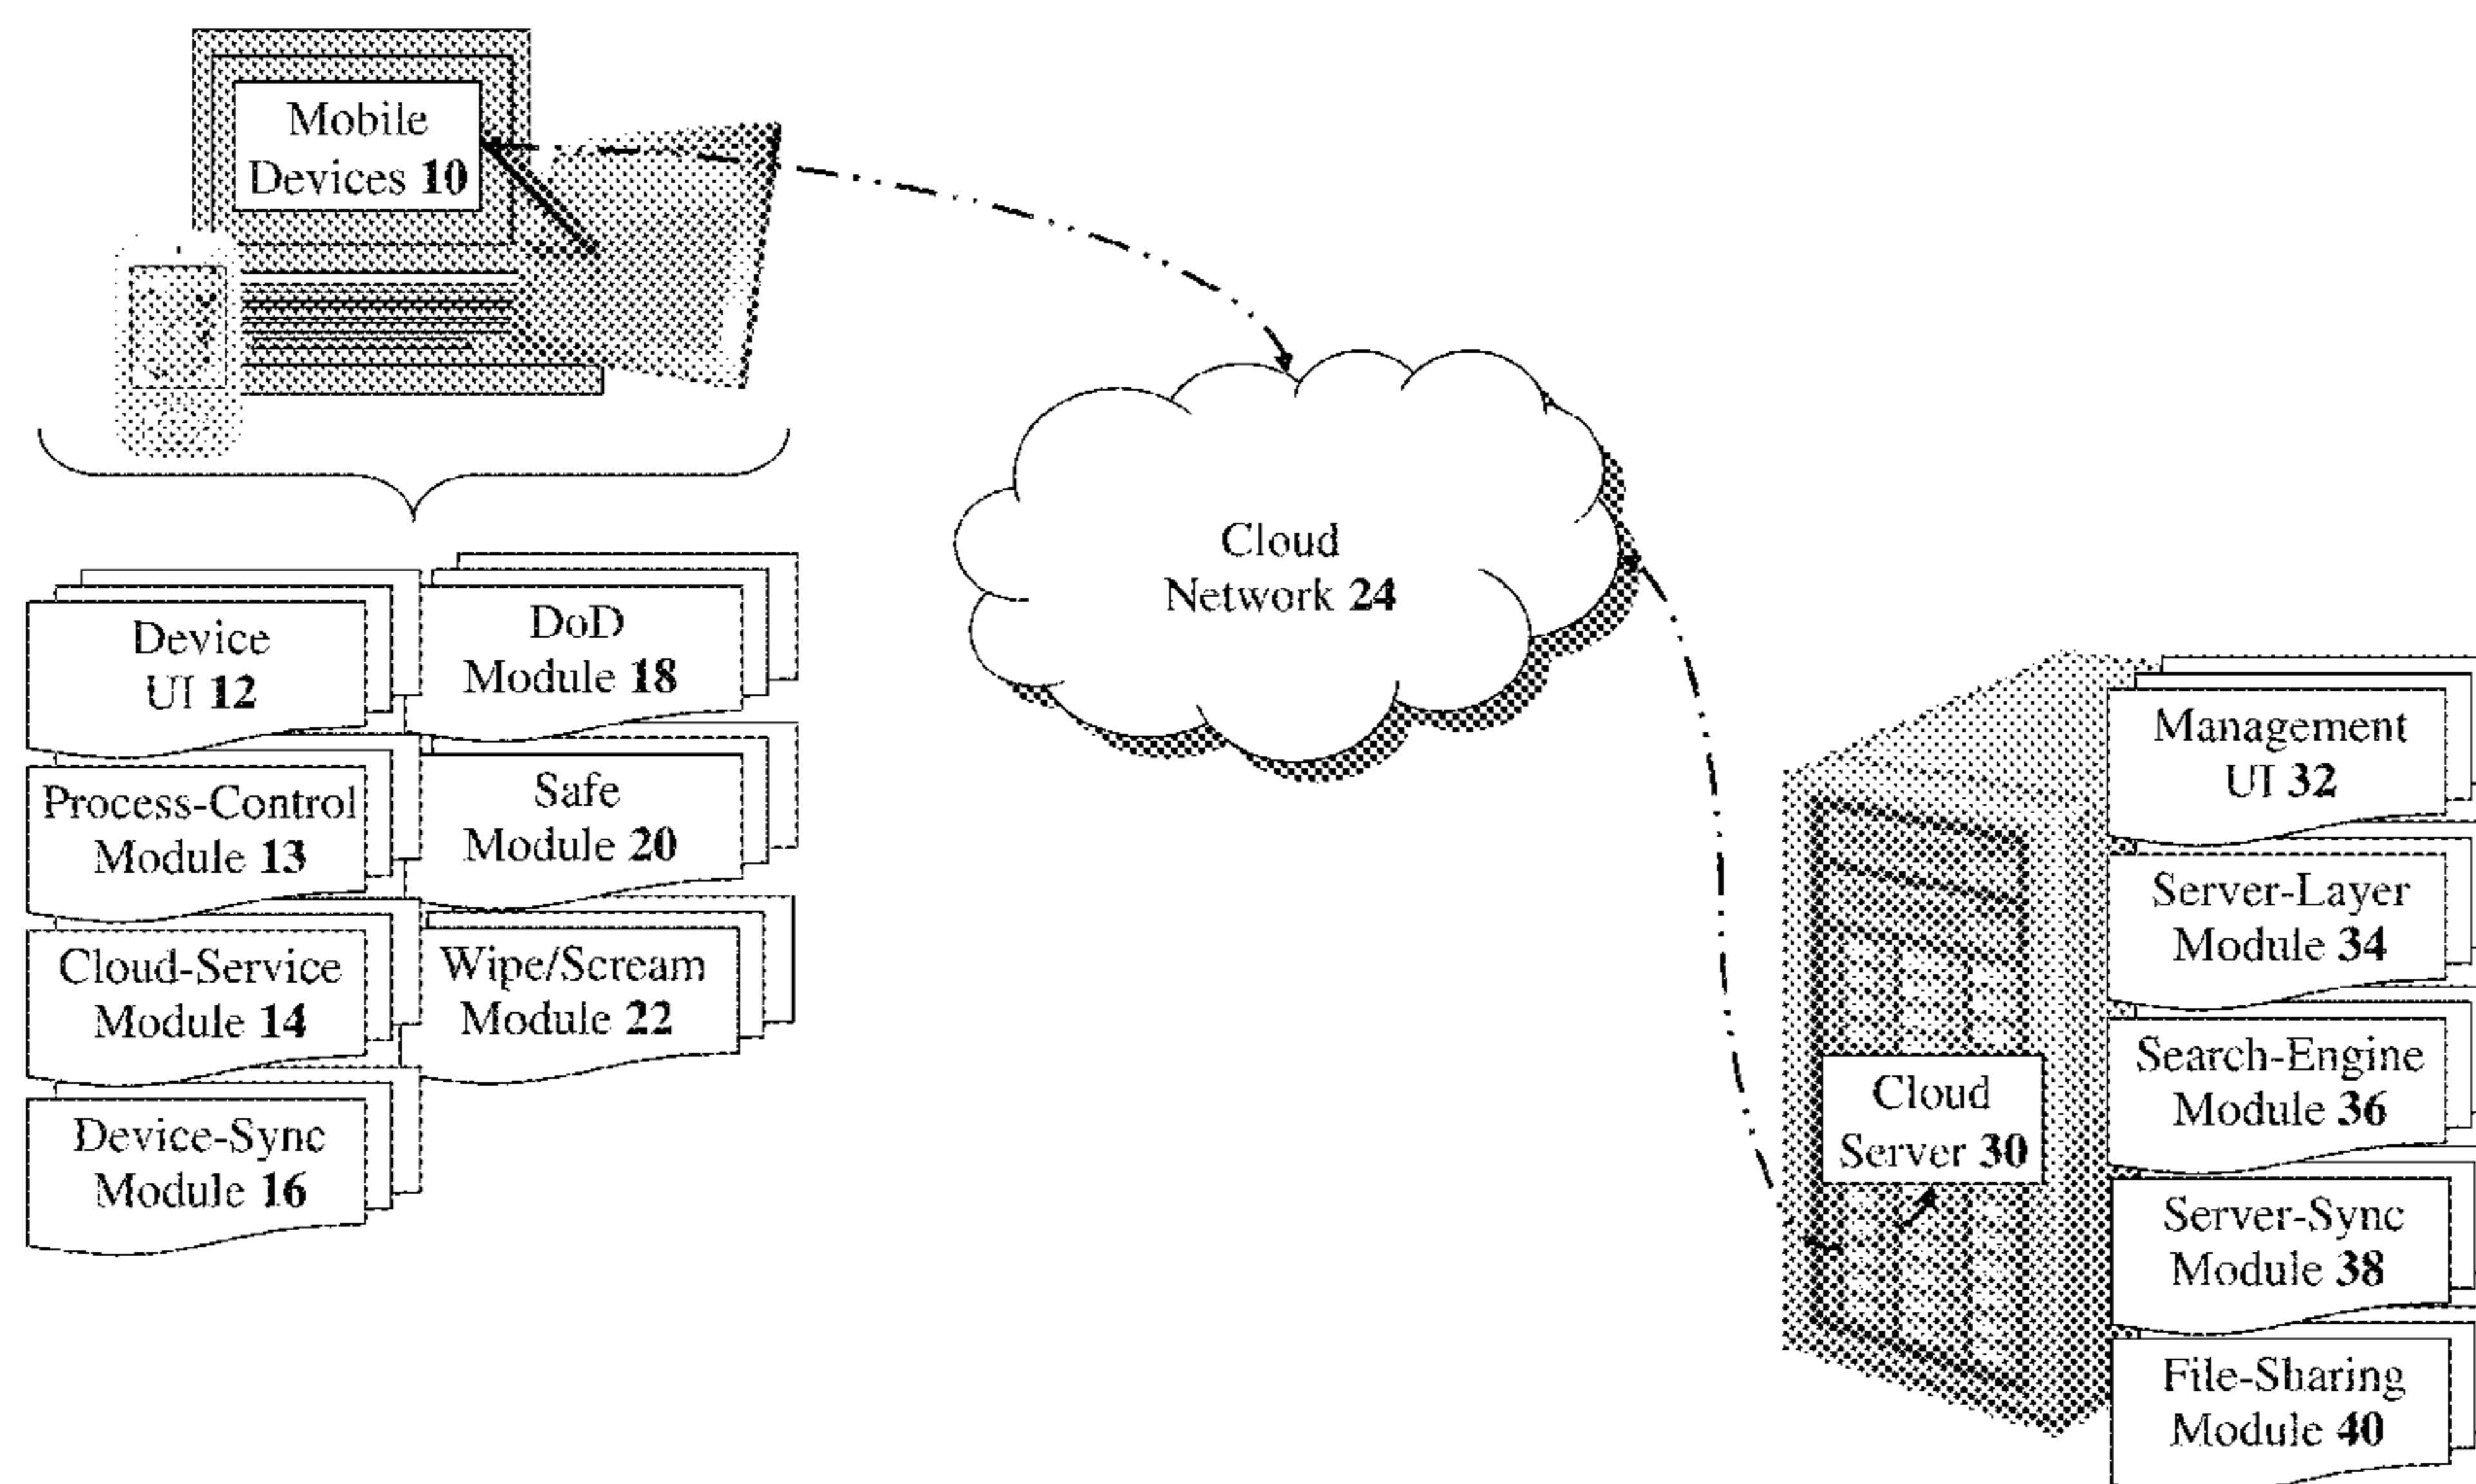 Mobile
Devices 10
Device
UI 12
Process-Control
Module 13
Cloud-Service
Module 14
Device-Sync
Module 16
DoD
Module 18
Safe
Module 20
Wipe/Scream
Module 22
Cloud
Network 24
Cloud
Server 30
Management
UI 32
Server-Layer
Module 34
Search-Engine
Module 36
Server-Sync
Module 38
File-Sharing
Module 40